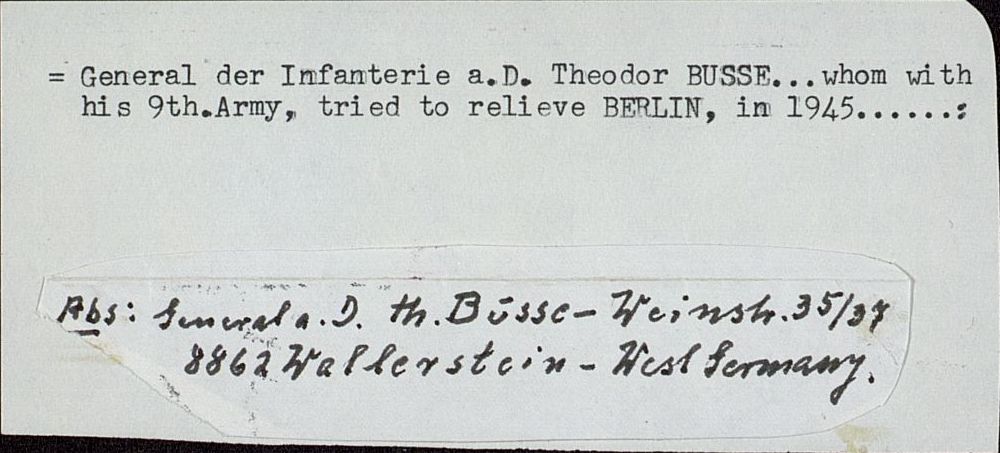 = General der Infanterie a.D. Theodor BUSSE...whom with
his 9th.Army, tried to relieve BERLIN, in 1945......:
Abs: General a.D. Th. Busse - Weinstr. 35/37
8862 Wallerstein - West Germany.